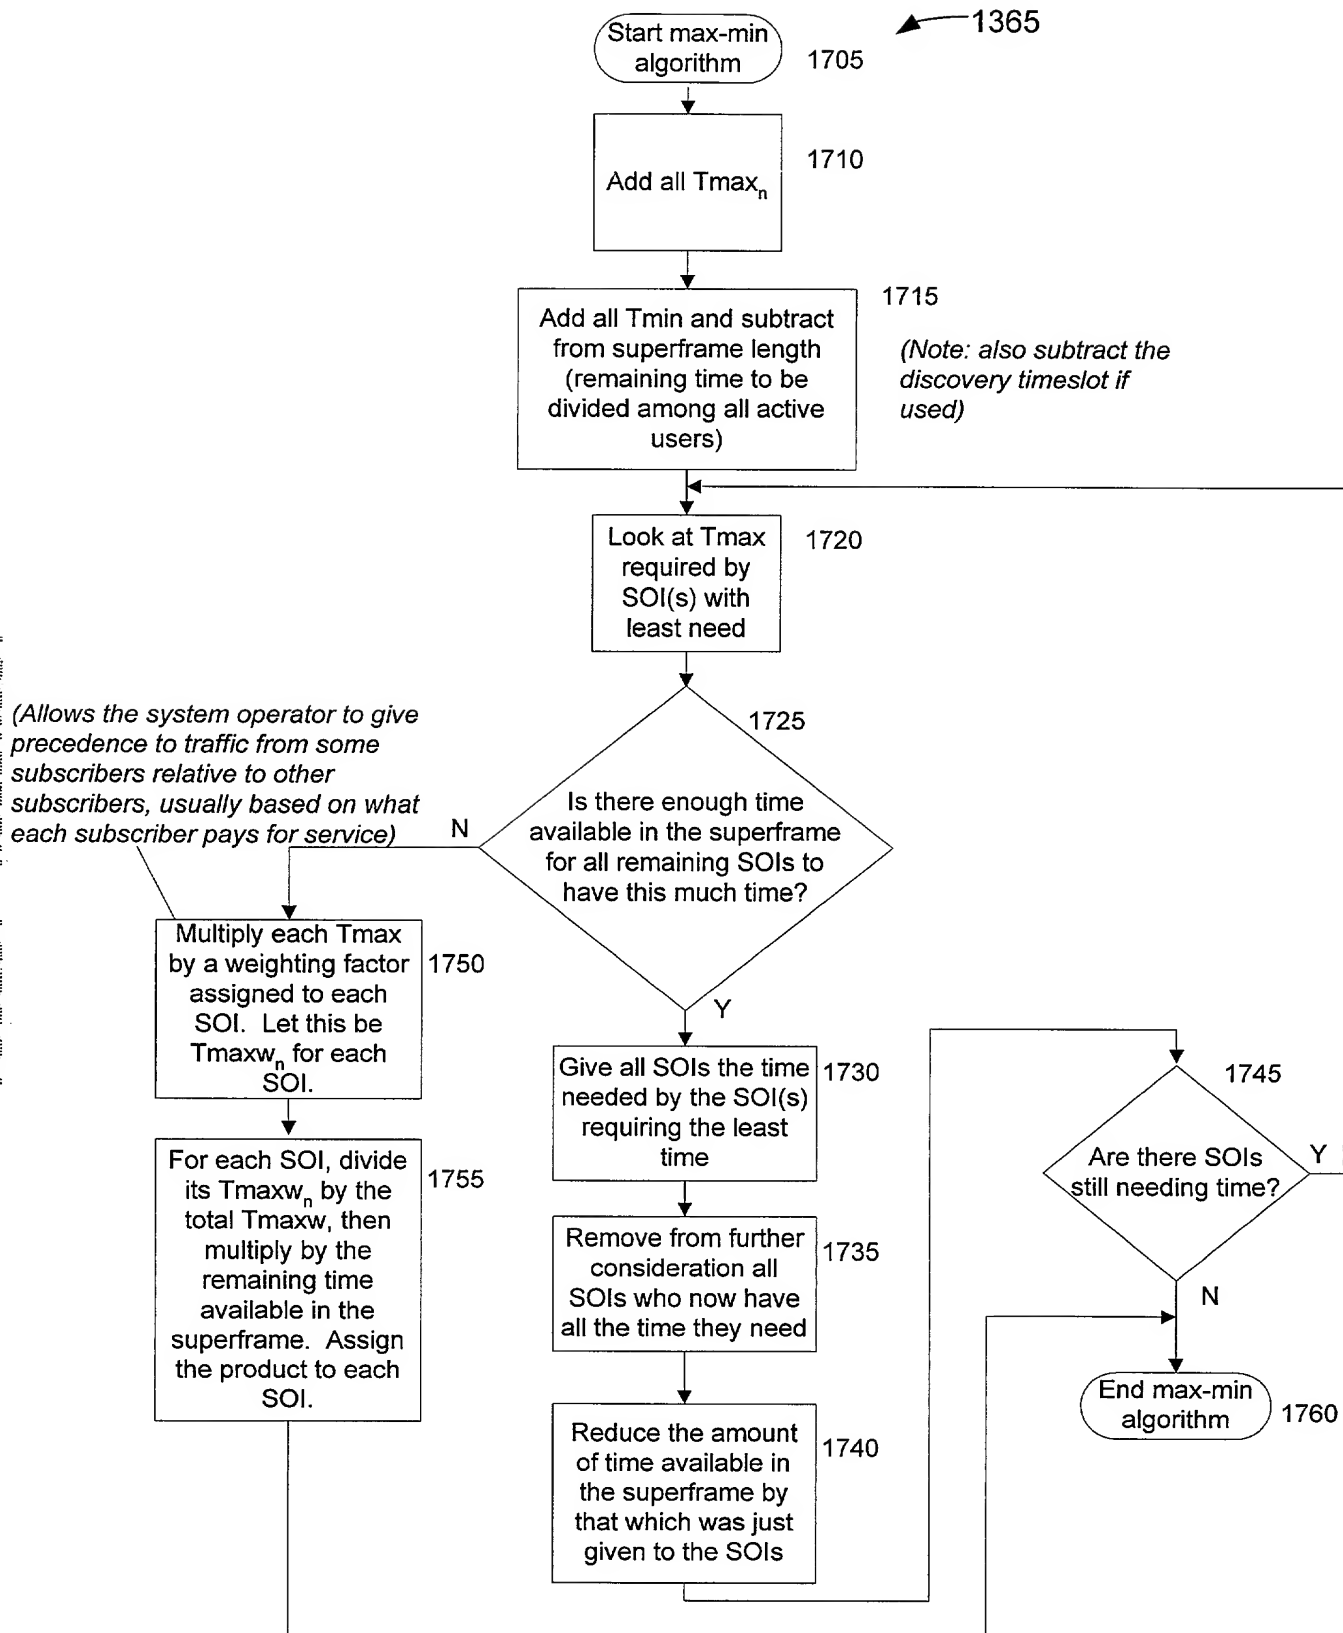 1365
Start max-min
algorithm
1705
1710
Add all Tmaxn
1715
Add all Tmin and subtract
from superframe length
(remaining time to be
divided among all active
users)
(Note: also subtract the
discovery timeslot if
used)
Look at Tmax
required by
SOI(s) with
least need
1720
(Allows the system operator to give
precedence to traffic from some
subscribers relative to other
subscribers, usually based on what
each subscriber pays for service)
1725
Is there enough time
available in the superframe
for all remaining SOIs to
have this much time?
N
Y
Multiply each Tmax
by a weighting factor
assigned to each
SOI. Let this be
Tmaxwn for each
SOI.
1750
For each SOI, divide
its Tmaxwn by the
total Tmaxw, then
multiply by the
remaining time
available in the
superframe. Assign
the product to each
SOI.
1755
Give all SOIs the time
needed by the SOI(s)
requiring the least
time
1730
Remove from further
consideration all
SOIs who now have
all the time they need
1735
Reduce the amount
of time available in
the superframe by
that which was just
given to the SOIs
1740
1745
Are there SOIs
still needing time?
Y
N
End max-min
algorithm
1760